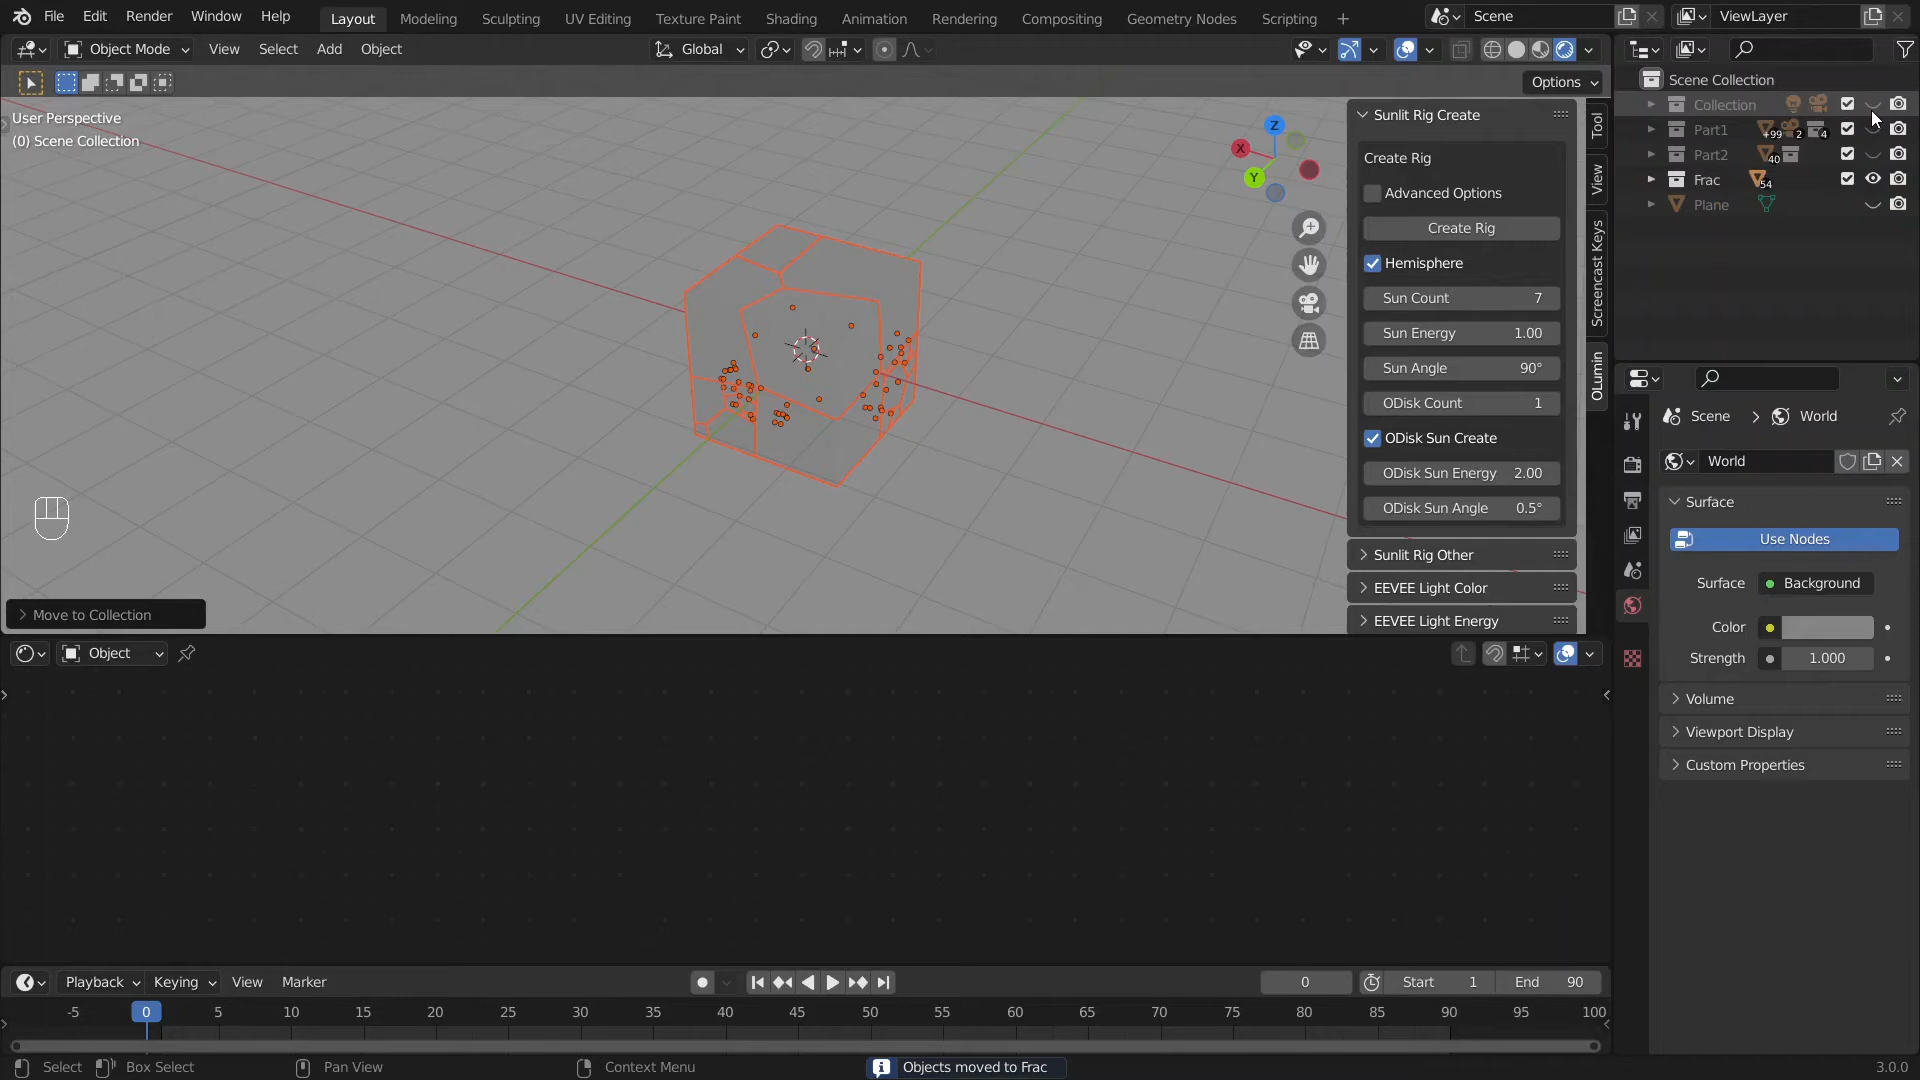 File Edit Render Window Help Layout Modeling Sculpting UV Editing Texture Paint Shading Animation Rendering Compositing Geometry Nodes Scripting + Scene ViewLayer
Object Mode View Select Add Object Global
Options
User Perspective
(0) Scene Collection
Z
X
Y
Sunlit Rig Create
Create Rig
Advanced Options
Create Rig
Hemisphere
Sun Count 7
Sun Energy 1.00
Sun Angle 90°
ODisk Count 1
ODisk Sun Create
ODisk Sun Energy 2.00
ODisk Sun Angle 0.5°
Sunlit Rig Other
EEVEE Light Color
EEVEE Light Energy
Tool
View
Screencast Keys
OLumin
Move to Collection
Scene Collection
Collection
Part1 +99 2 4
Part2 40
Frac 54
Plane
Scene > World
World
Surface
Use Nodes
Surface Background
Color
Strength 1.000
Volume
Viewport Display
Custom Properties
Object
Playback Keying View Marker 0 Start 1 End 90
-5 0 5 10 15 20 25 30 35 40 45 50 55 60 65 70 75 80 85 90 95 100
Select Box Select Pan View Context Menu Objects moved to Frac 3.0.0